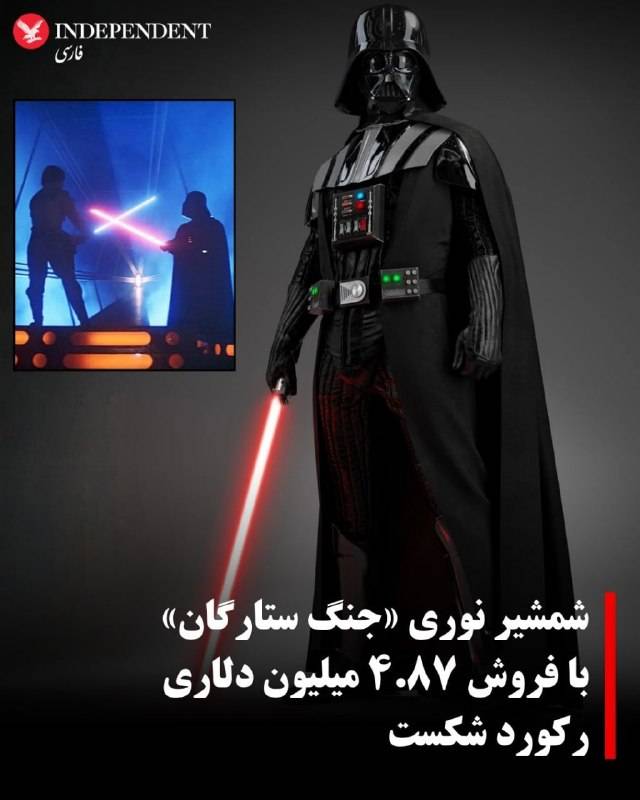 INDEPENDENT
فارسی
شمشیر نوری «جنگ ستارگان»
با فروش ۴.۸۷ میلیون دلاری
رکورد شکست